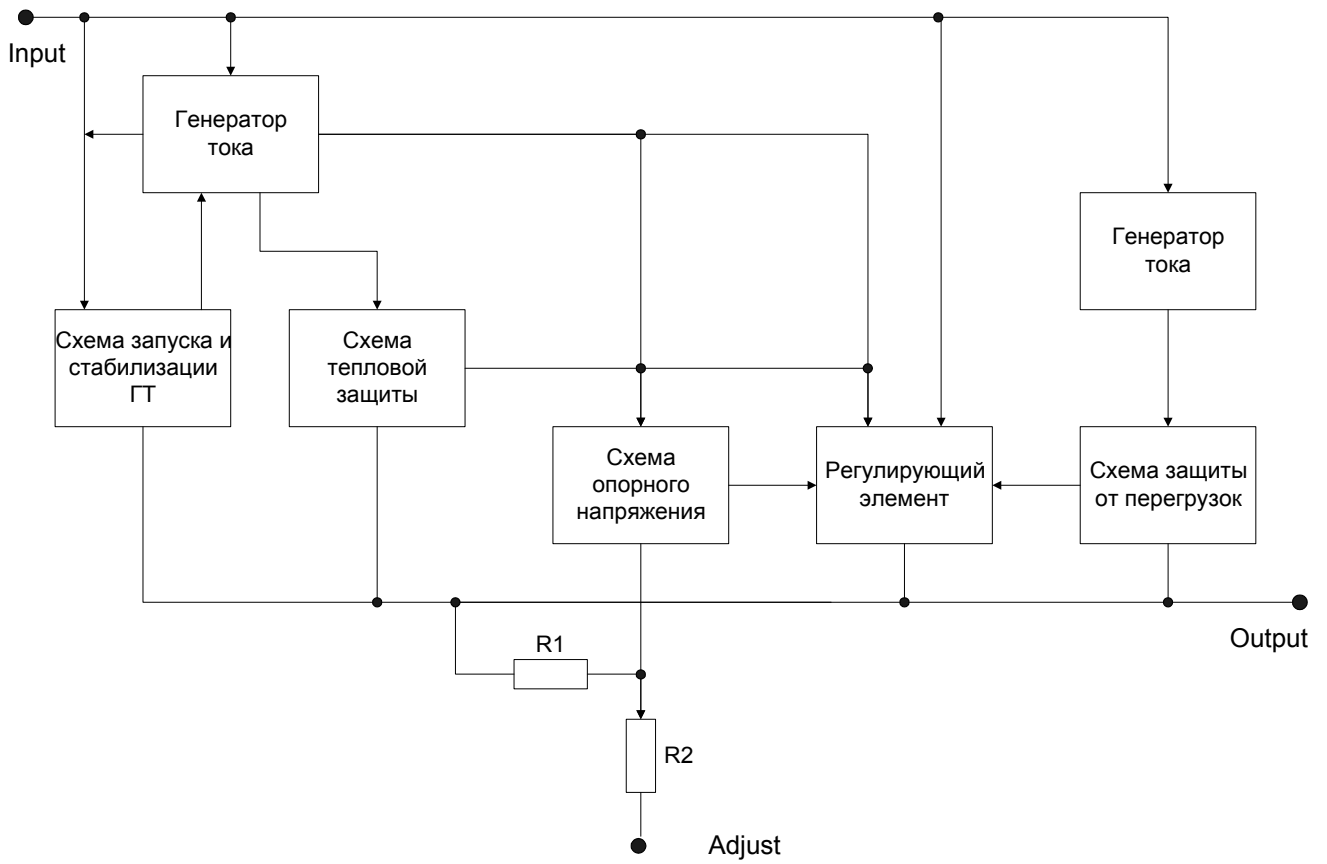 Input
Генератор
тока
Генератор
тока
Схема запуска и
стабилизации
ГТ
Схема
тепловой
защиты
Схема
опорного
напряжения
Регулирующий
элемент
Схема защиты
от перегрузок
Output
R1
R2
Adjust